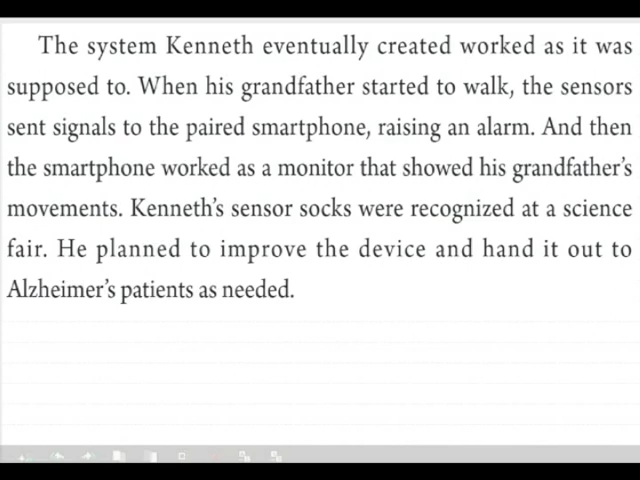 The system Kenneth eventually created worked as it was
supposed to. When his grandfather started to walk, the sensors
sent signals to the paired smartphone, raising an alarm. And then
the smartphone worked as a monitor that showed his grandfather's
movements. Kenneth's sensor socks were recognized at a science
fair. He planned to improve the device and hand it out to
Alzheimer's patients as needed.